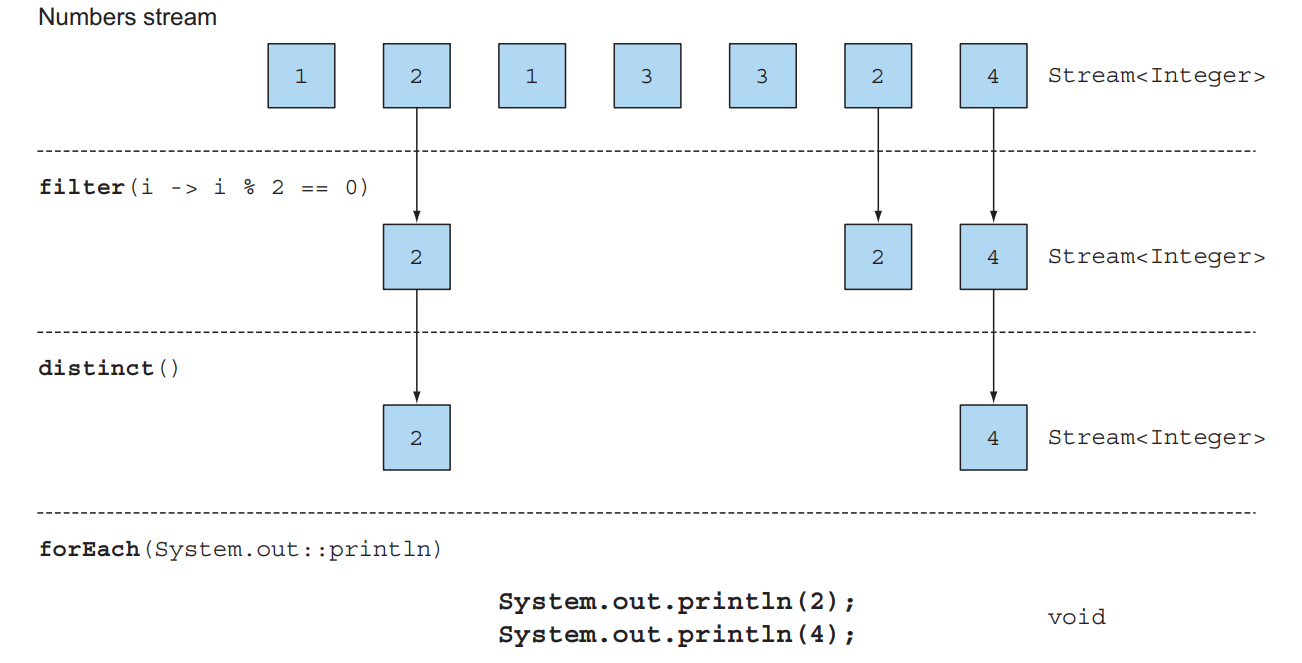 Numbers stream
1 2 1 3 3 2 4 Stream<Integer>
filter(i -> i % 2 == 0)
2 2 4 Stream<Integer>
distinct()
2 4 Stream<Integer>
forEach(System.out::println)
System.out.println(2);
System.out.println(4);
void